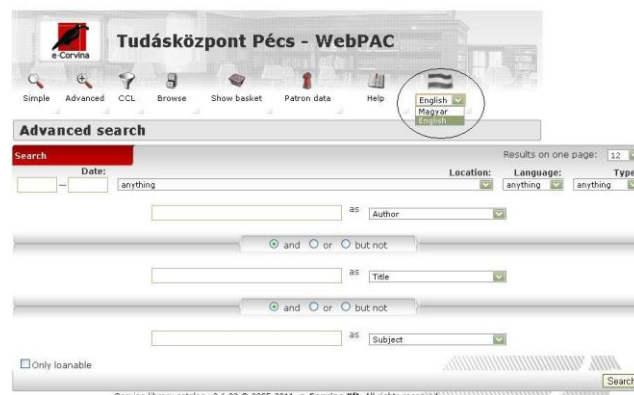 e-Corvina
Tudásközpont Pécs - WebPAC
Simple Advanced CCL Browse Show basket Patron data Help English
Magyar
English
Advanced search
Search
Results on one page: 12
Date: Location: Language: Type
– anything anything anything
as Author
and or but not
as Title
and or but not
as Subject
Only loanable
Search